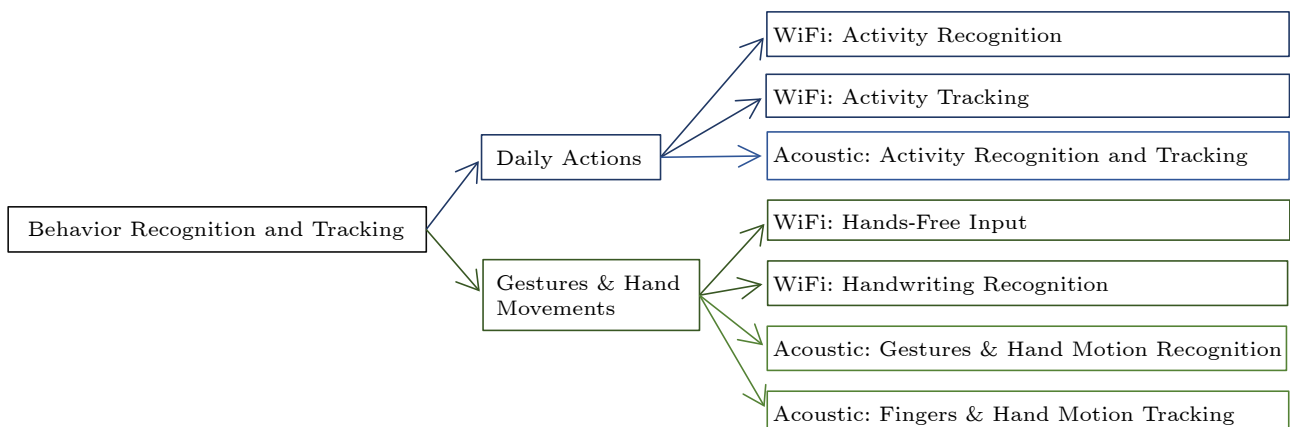 Behavior Recognition and Tracking
Daily Actions
WiFi: Activity Recognition
WiFi: Activity Tracking
Acoustic: Activity Recognition and Tracking
Gestures & Hand
Movements
WiFi: Hands-Free Input
WiFi: Handwriting Recognition
Acoustic: Gestures & Hand Motion Recognition
Acoustic: Fingers & Hand Motion Tracking